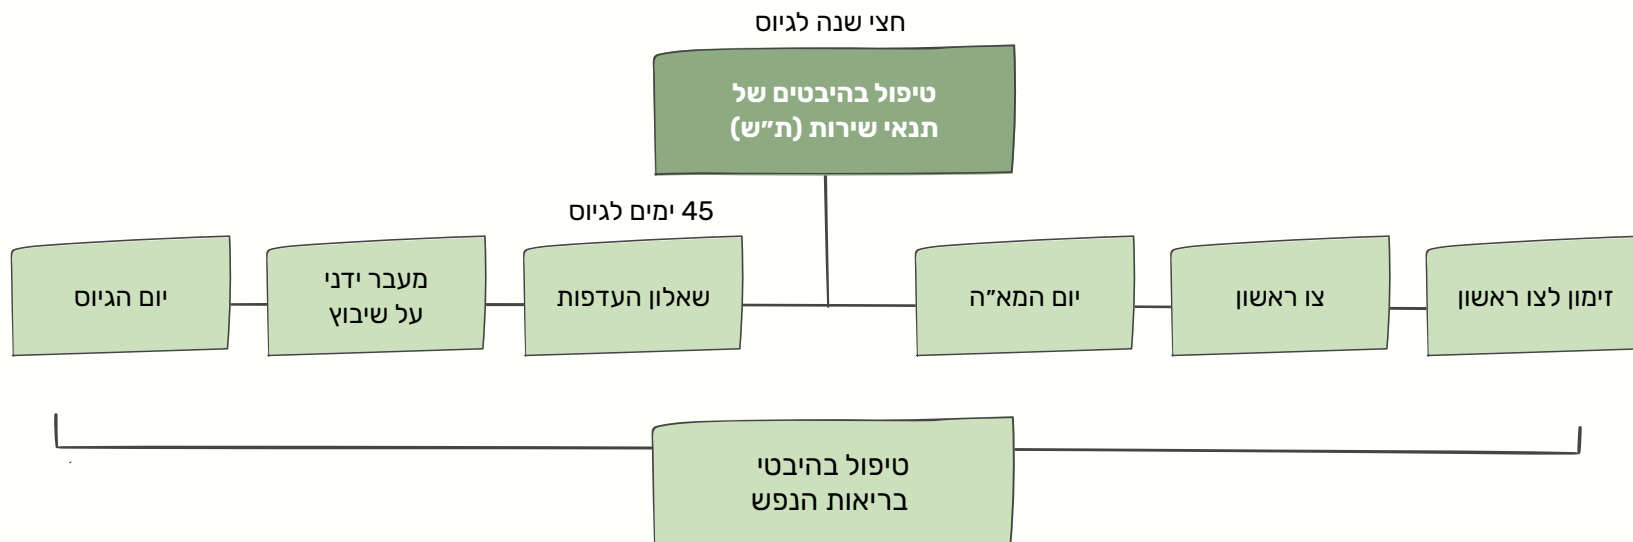 חצי שנה לגיוס
טיפול בהיבטים של
תנאי שירות (ת״ש)
45 ימים לגיוס
זימון לצו ראשון
צו ראשון
יום המא״ה
שאלון העדפות
מעבר ידני
על שיבוץ
יום הגיוס
טיפול בהיבטי
בריאות הנפש